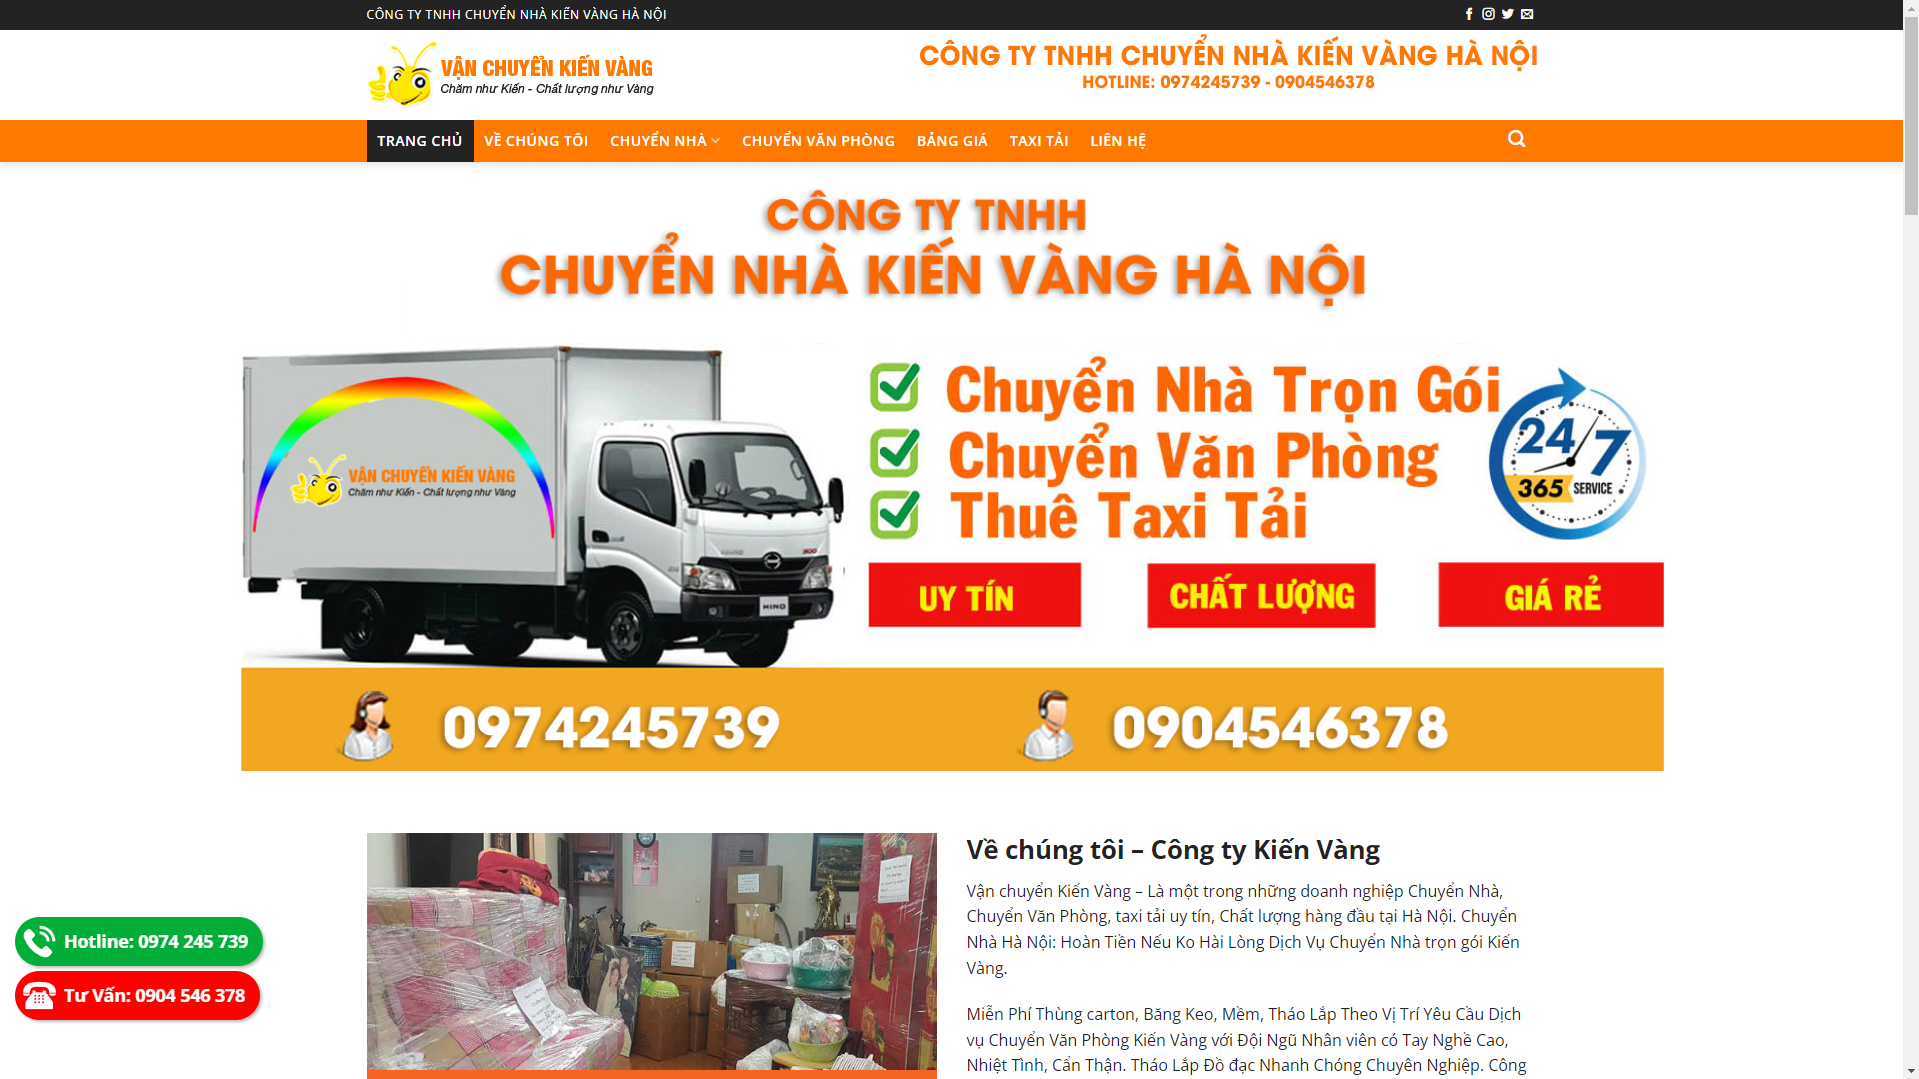 CÔNG TY TNHH CHUYỂN NHÀ KIẾN VÀNG HÀ NỘI
VẬN CHUYỂN KIẾN VÀNG
Chăm như Kiến - Chất lượng như Vàng
CÔNG TY TNHH CHUYỂN NHÀ KIẾN VÀNG HÀ NỘI
HOTLINE: 0974245739 - 0904546378
TRANG CHỦ VỀ CHÚNG TÔI CHUYỂN NHÀ CHUYỂN VĂN PHÒNG BẢNG GIÁ TAXI TẢI LIÊN HỆ
CÔNG TY TNHH
CHUYỂN NHÀ KIẾN VÀNG HÀ NỘI
VẬN CHUYỂN KIẾN VÀNG
Chăm như Kiến - Chất lượng như Vàng
HINO
300
HINO
Chuyển Nhà Trọn Gói
Chuyển Văn Phòng
Thuê Taxi Tải
24/7
365 SERVICE
UY TÍN
CHẤT LƯỢNG
GIÁ RẺ
0974245739
0904546378
Về chúng tôi – Công ty Kiến Vàng
Vận chuyển Kiến Vàng – Là một trong những doanh nghiệp Chuyển Nhà,
Chuyển Văn Phòng, taxi tải uy tín, Chất lượng hàng đầu tại Hà Nội. Chuyển
Nhà Hà Nội: Hoàn Tiền Nếu Ko Hài Lòng Dịch Vụ Chuyển Nhà trọn gói Kiến
Vàng.
Miễn Phí Thùng carton, Băng Keo, Mềm, Tháo Lắp Theo Vị Trí Yêu Cầu Dịch
vụ Chuyển Văn Phòng Kiến Vàng với Đội Ngũ Nhân viên có Tay Nghề Cao,
Nhiệt Tình, Cẩn Thận. Tháo Lắp Đồ đạc Nhanh Chóng Chuyên Nghiệp. Công
Hotline: 0974 245 739
Tư Vấn: 0904 546 378